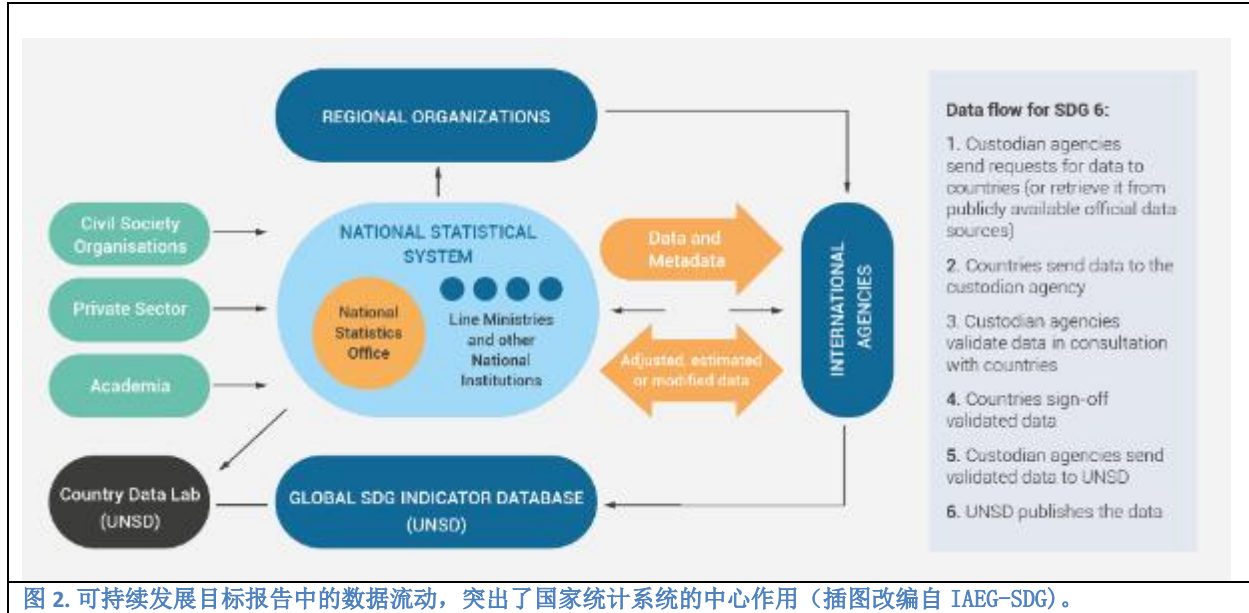 REGIONAL ORGANIZATIONS
Civil Society
Organisations
Private Sector
Academia
NATIONAL STATISTICAL
SYSTEM
National
Statistics
Office
Line Ministries
and other
National
Institutions
Data and
Metadata
Adjusted, estimated
or modified data
INTERNATIONAL
AGENCIES
Country Data Lab
(UNSD)
GLOBAL SDG INDICATOR DATABASE
(UNSD)
Data flow for SDG 6:
1. Custodian agencies
send requests for data to
countries (or retrieve it from
publicly available official data
sources)
2. Countries send data to the
custodian agency
3. Custodian agencies
validate data in consultation
with countries
4. Countries sign-off
validated data
5. Custodian agencies send
validated data to UNSD
6. UNSD publishes the data
图 2. 可持续发展目标报告中的数据流动，突出了国家统计系统的中心作用（插图改编自 IAEG-SDG）。